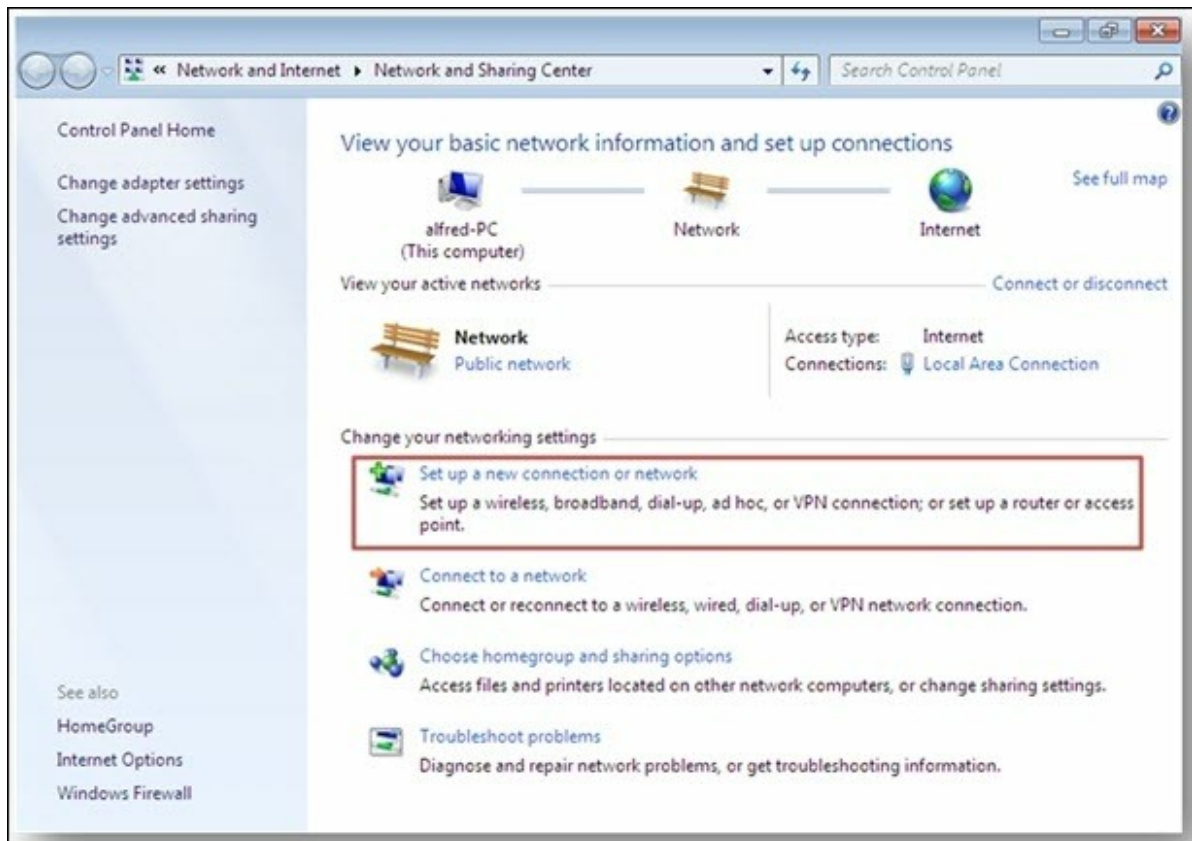 « Network and Internet ▸ Network and Sharing Center
Search Control Panel
Control Panel Home
Change adapter settings
Change advanced sharing
settings
See also
HomeGroup
Internet Options
Windows Firewall
View your basic network information and set up connections
See full map
alfred-PC
(This computer)
Network
Internet
View your active networks
Connect or disconnect
Network
Public network
Access type: Internet
Connections: Local Area Connection
Change your networking settings
Set up a new connection or network
Set up a wireless, broadband, dial-up, ad hoc, or VPN connection; or set up a router or access
point.
Connect to a network
Connect or reconnect to a wireless, wired, dial-up, or VPN network connection.
Choose homegroup and sharing options
Access files and printers located on other network computers, or change sharing settings.
Troubleshoot problems
Diagnose and repair network problems, or get troubleshooting information.